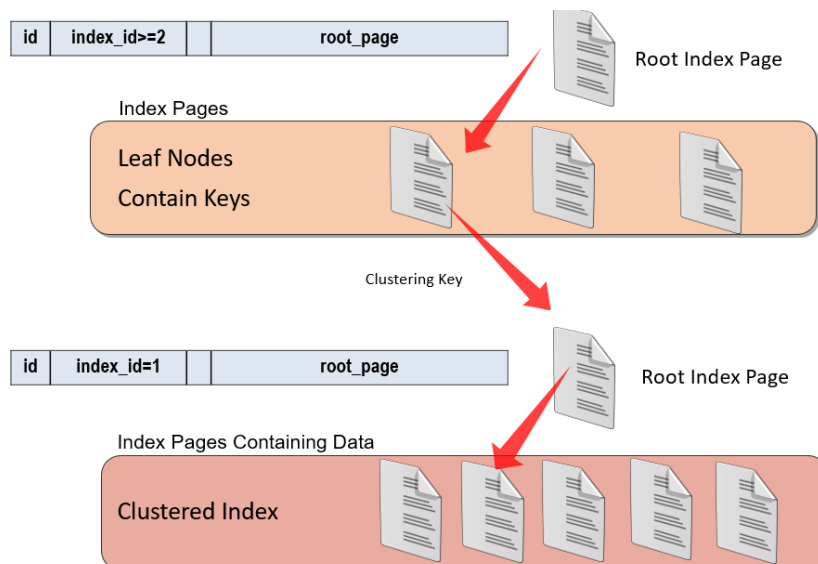 id index_id>=2 root_page
Root Index Page
Index Pages
Leaf Nodes
Contain Keys
Clustering Key
id index_id=1 root_page
Root Index Page
Index Pages Containing Data
Clustered Index